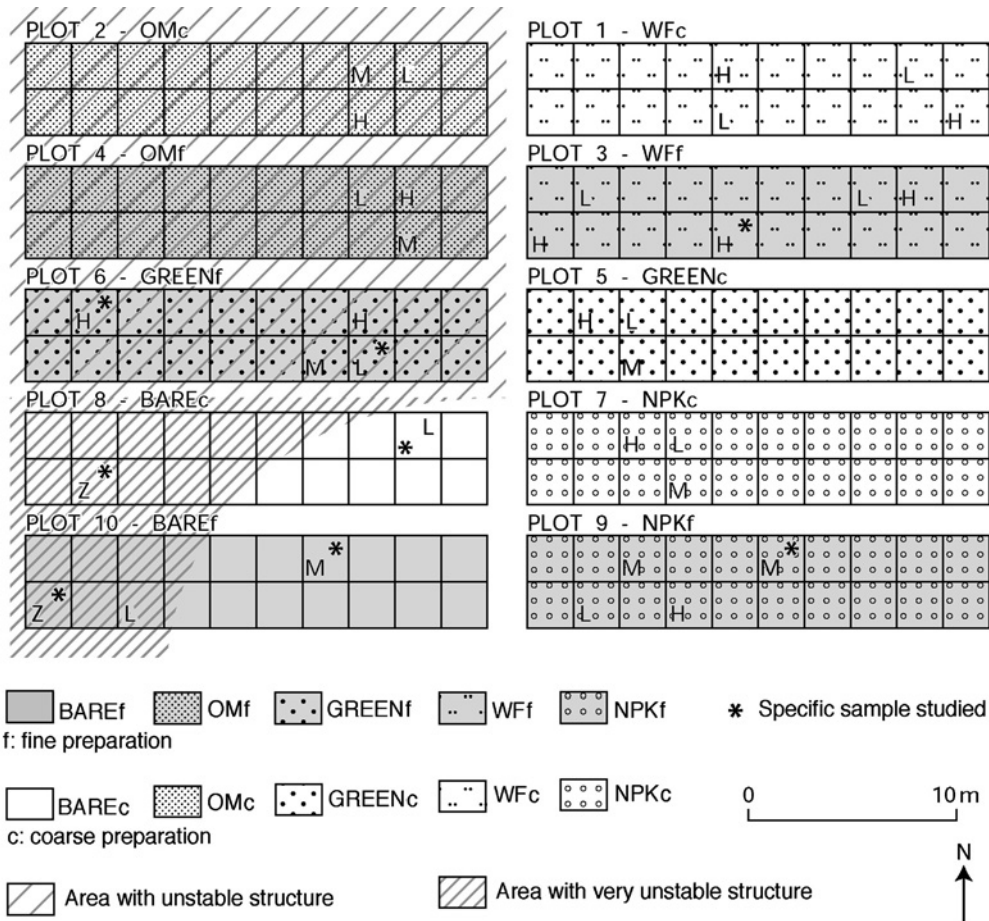 PLOT 2 - OMc
M L
H
PLOT 1 - WFc
H L
L H
PLOT 4 - OMf
L H
M
PLOT 3 - WFf
L L H
H H *
PLOT 6 - GREENf
H * H
M L *
PLOT 5 - GREENc
H L
M
PLOT 8 - BAREc
* L
Z *
PLOT 7 - NPKc
H L
M
PLOT 10 - BAREf
M *
Z * L
PLOT 9 - NPKf
M M *
L H
BAREf OMf GREENf WFf NPKf * Specific sample studied
f: fine preparation
BAREc OMc GREENc WFc NPKc 0 10 m
c: coarse preparation
N
Area with unstable structure Area with very unstable structure